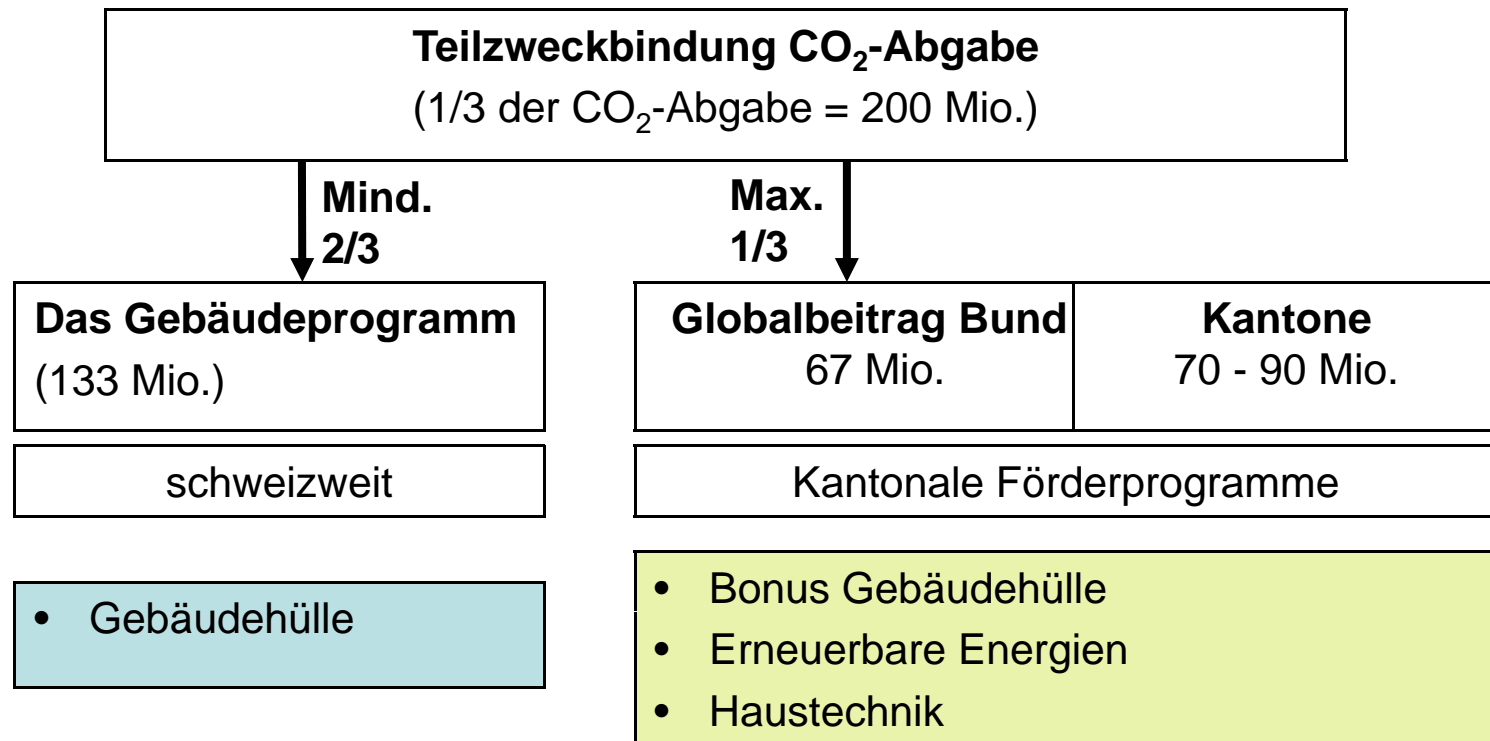 Teilzweckbindung CO₂-Abgabe
(1/3 der CO₂-Abgabe = 200 Mio.)
Mind.
2/3
Max.
1/3
Das Gebäudeprogramm
(133 Mio.)
Globalbeitrag Bund
67 Mio.
Kantone
70 - 90 Mio.
schweizweit
Kantonale Förderprogramme
• Gebäudehülle
• Bonus Gebäudehülle
• Erneuerbare Energien
• Haustechnik